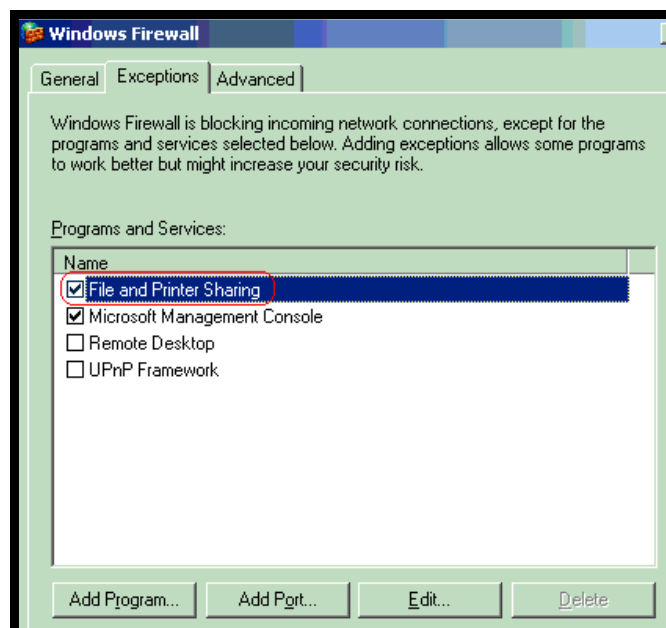 Windows Firewall
General Exceptions Advanced
Windows Firewall is blocking incoming network connections, except for the
programs and services selected below. Adding exceptions allows some programs
to work better but might increase your security risk.
Programs and Services:
Name
File and Printer Sharing
Microsoft Management Console
Remote Desktop
UPnP Framework
Add Program... Add Port... Edit... Delete